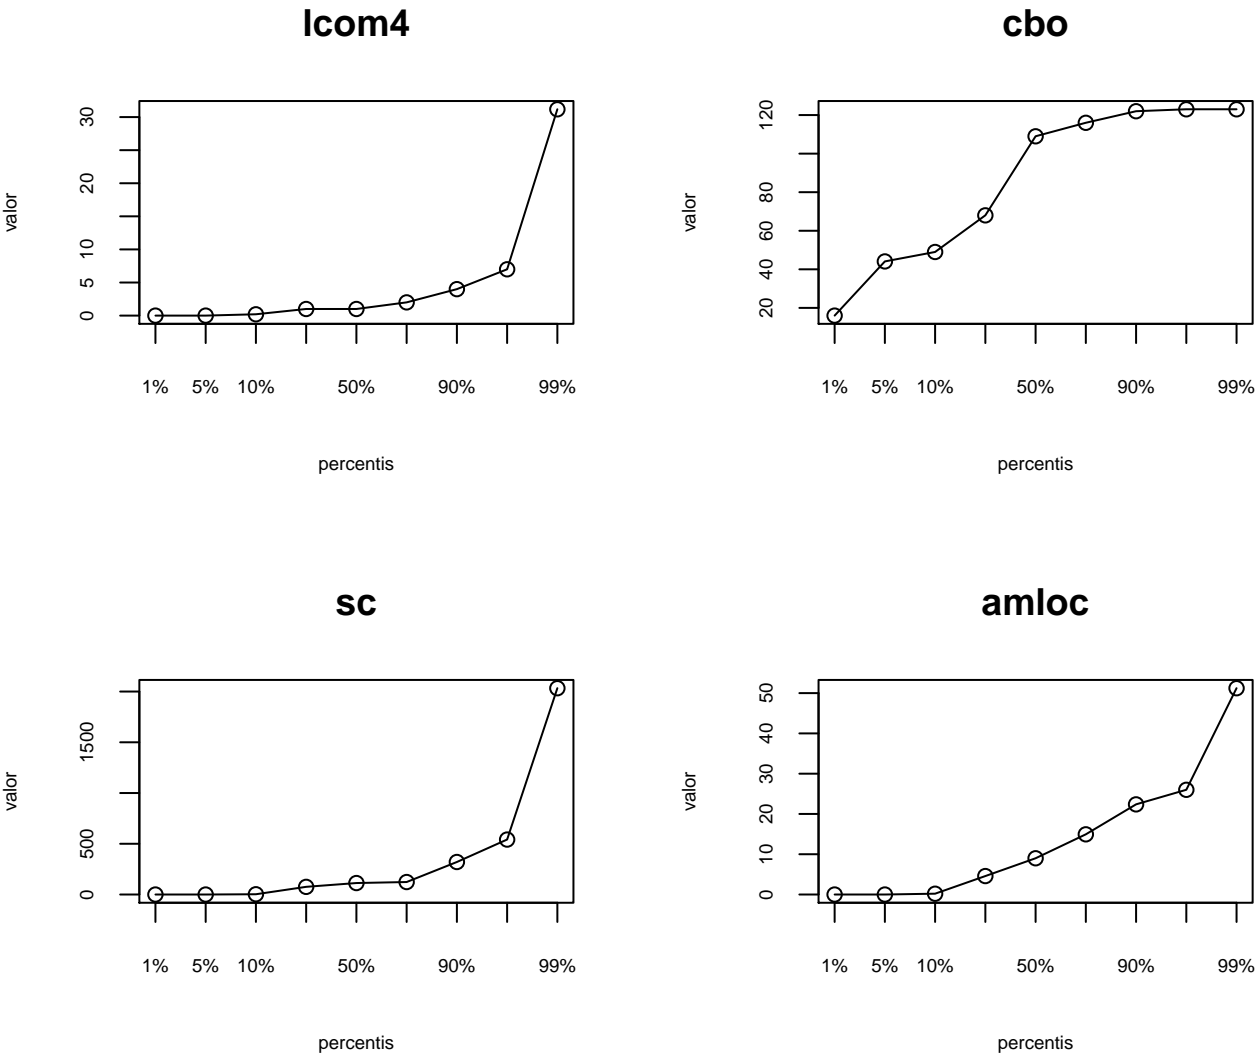 lcom4
valor
0 5 10 20 30
1% 5% 10% 50% 90% 99%
percentis
cbo
valor
20 40 60 80 120
1% 5% 10% 50% 90% 99%
percentis
sc
valor
0 500 1500
1% 5% 10% 50% 90% 99%
percentis
amloc
valor
0 10 20 30 40 50
1% 5% 10% 50% 90% 99%
percentis